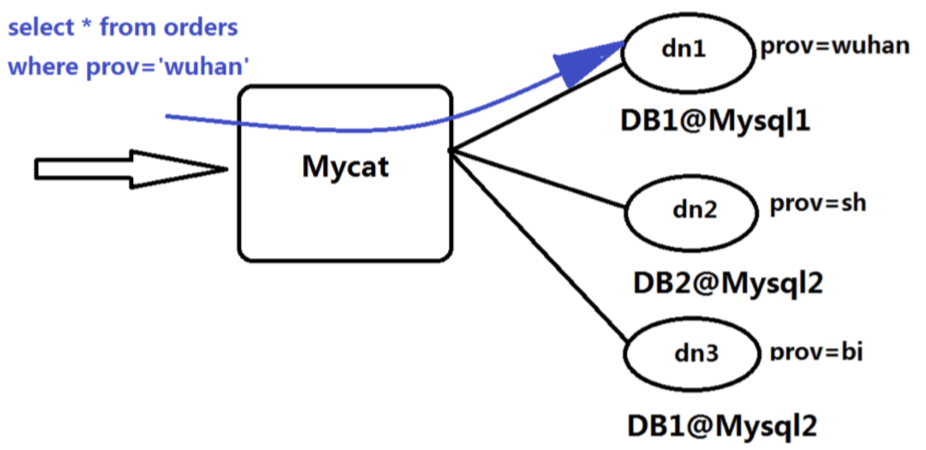 select * from orders
where prov='wuhan'
Mycat
dn1
prov=wuhan
DB1@Mysql1
dn2
prov=sh
DB2@Mysql2
dn3
prov=bi
DB1@Mysql2